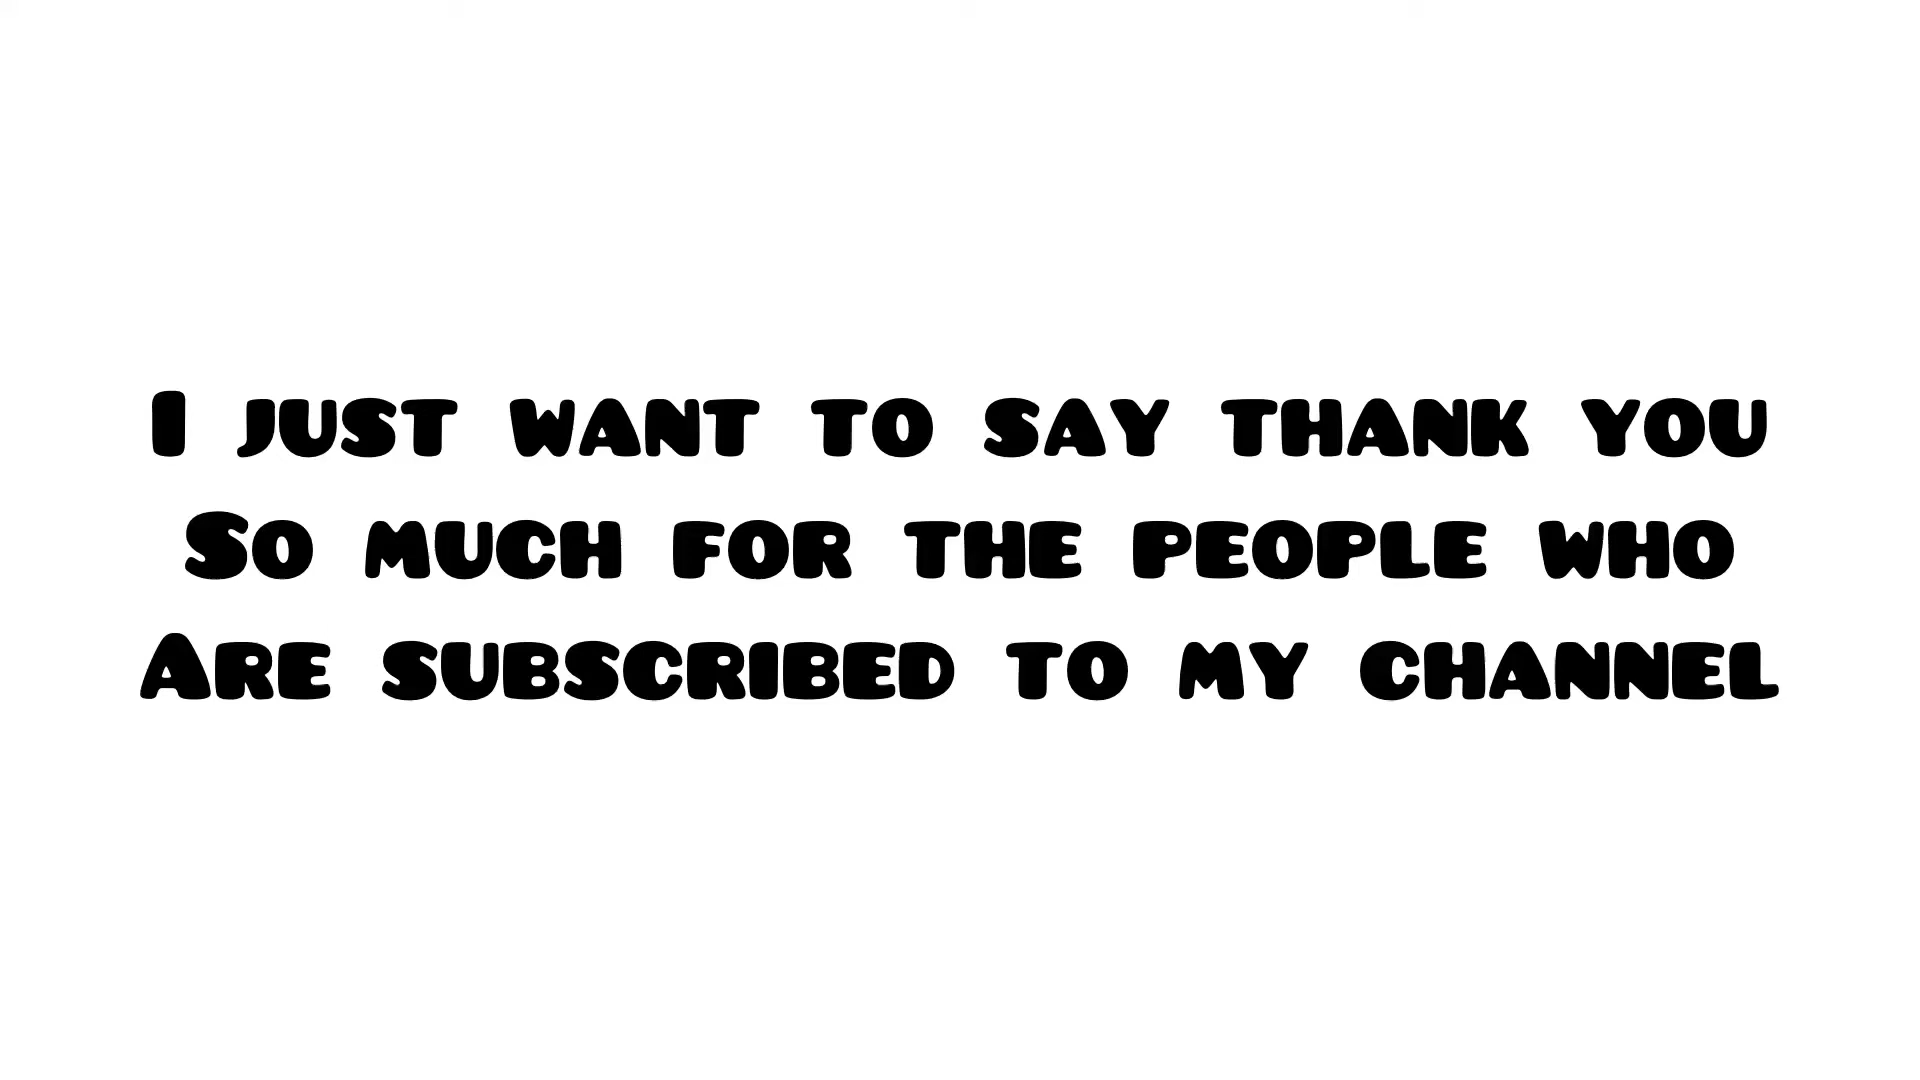 I just want to say thank you
So much for the people who
Are subscribed to my channel